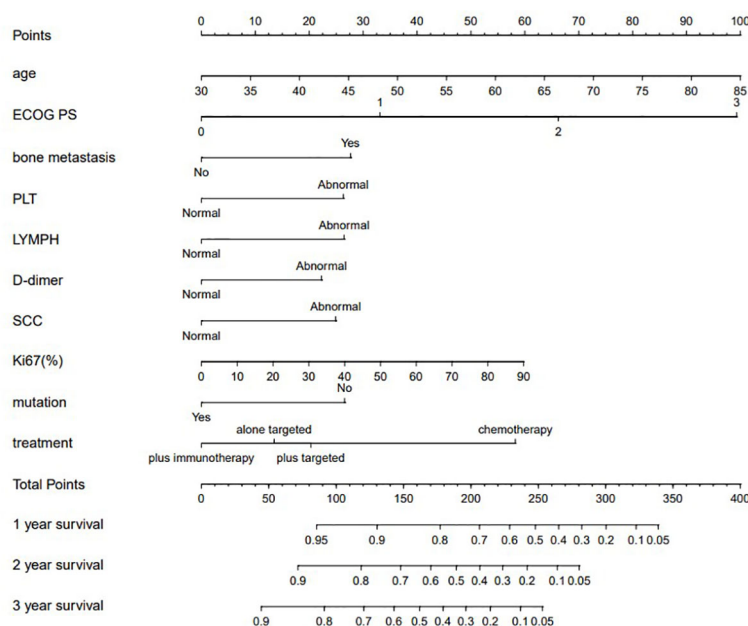 Points 0 10 20 30 40 50 60 70 80 90 100
age 30 35 40 45 50 55 60 65 70 75 80 85
1 3
ECOG PS
0 2
Yes
bone metastasis
No
Abnormal
PLT
Normal
Abnormal
LYMPH
Normal
Abnormal
D-dimer
Normal
Abnormal
SCC
Normal
Ki67(%)
0 10 20 30 40 50 60 70 80 90
No
mutation
Yes
alone targeted chemotherapy
treatment
plus immunotherapy plus targeted
Total Points
0 50 100 150 200 250 300 350 400
1 year survival
0.95 0.9 0.8 0.7 0.6 0.5 0.4 0.3 0.2 0.1 0.05
2 year survival
0.9 0.8 0.7 0.6 0.5 0.4 0.3 0.2 0.1 0.05
3 year survival
0.9 0.8 0.7 0.6 0.5 0.4 0.3 0.2 0.1 0.05